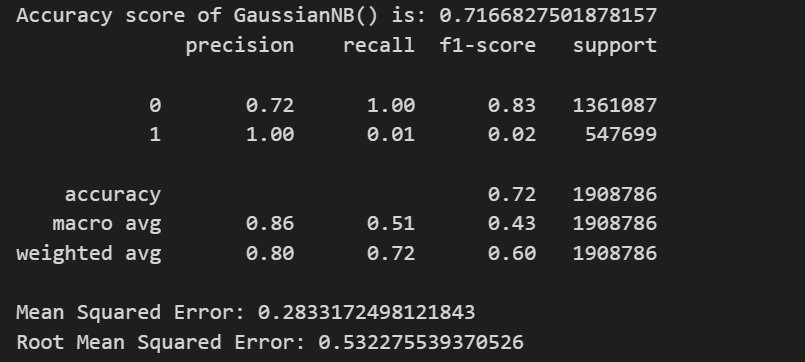 Accuracy score of GaussianNB() is: 0.7166827501878157
precision recall f1-score support
0 0.72 1.00 0.83 1361087
1 1.00 0.01 0.02 547699
accuracy 0.72 1908786
macro avg 0.86 0.51 0.43 1908786
weighted avg 0.80 0.72 0.60 1908786
Mean Squared Error: 0.2833172498121843
Root Mean Squared Error: 0.532275539370526